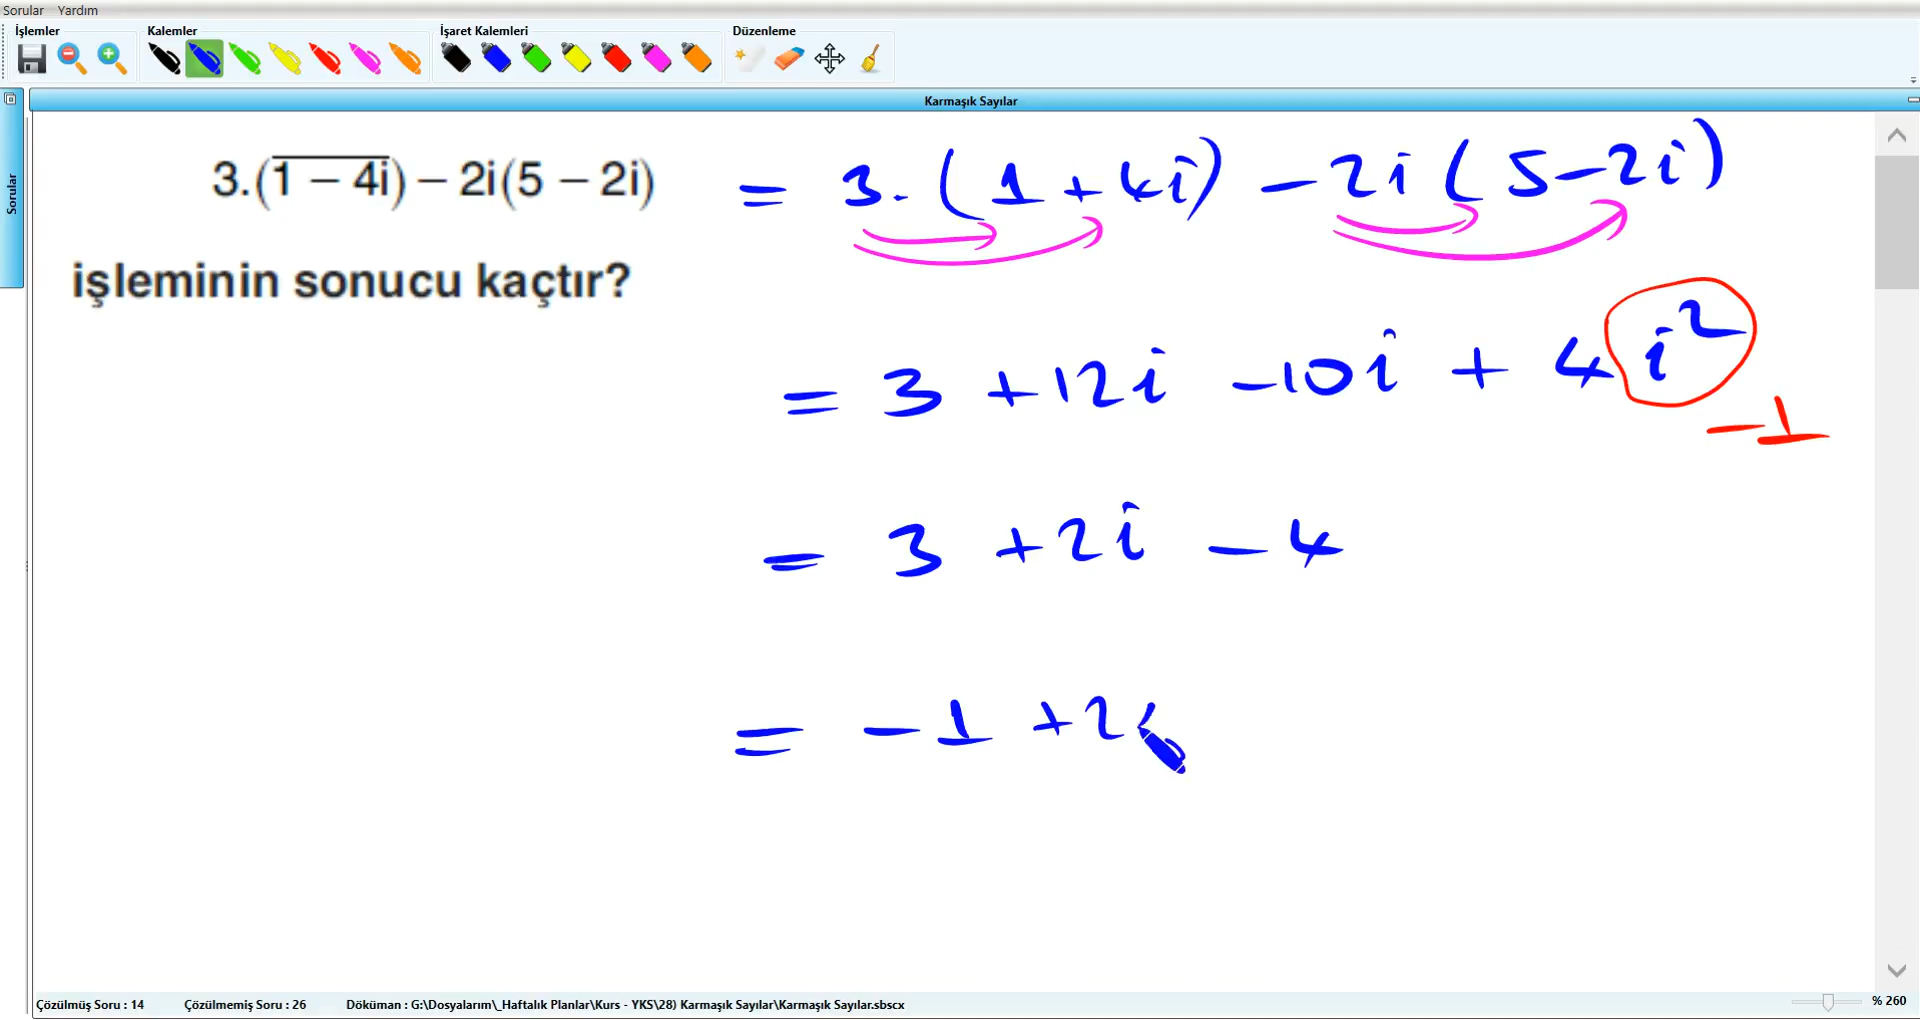 Sorular Yardım
İşlemler Kalemler İşaret Kalemleri Düzenleme
Karmaşık Sayılar
Sorular
3.(1 − 4i) − 2i(5 − 2i) = 3.(1+4i) −2i(5−2i)
işleminin sonucu kaçtır?
= 3 +12i −10i + 4i²
−1
= 3 +2i −4
= −1 +2i
Çözülmüş Soru : 14 Çözülmemiş Soru : 26 Döküman : G:\Dosyalarım\_Haftalık Planlar\Kurs - YKS\28) Karmaşık Sayılar\Karmaşık Sayılar.sbscx % 260